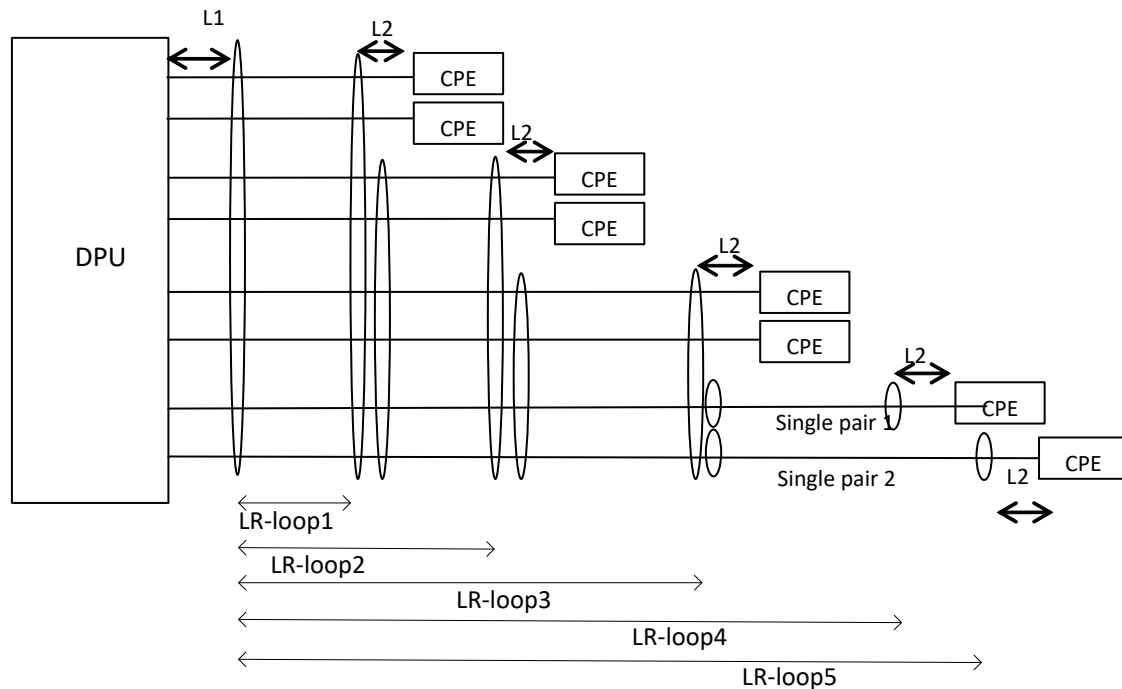 L1
L2
CPE
CPE
L2
CPE
CPE
DPU
L2
CPE
CPE
L2
CPE
Single pair 1
CPE
Single pair 2
L2
LR-loop1
LR-loop2
LR-loop3
LR-loop4
LR-loop5